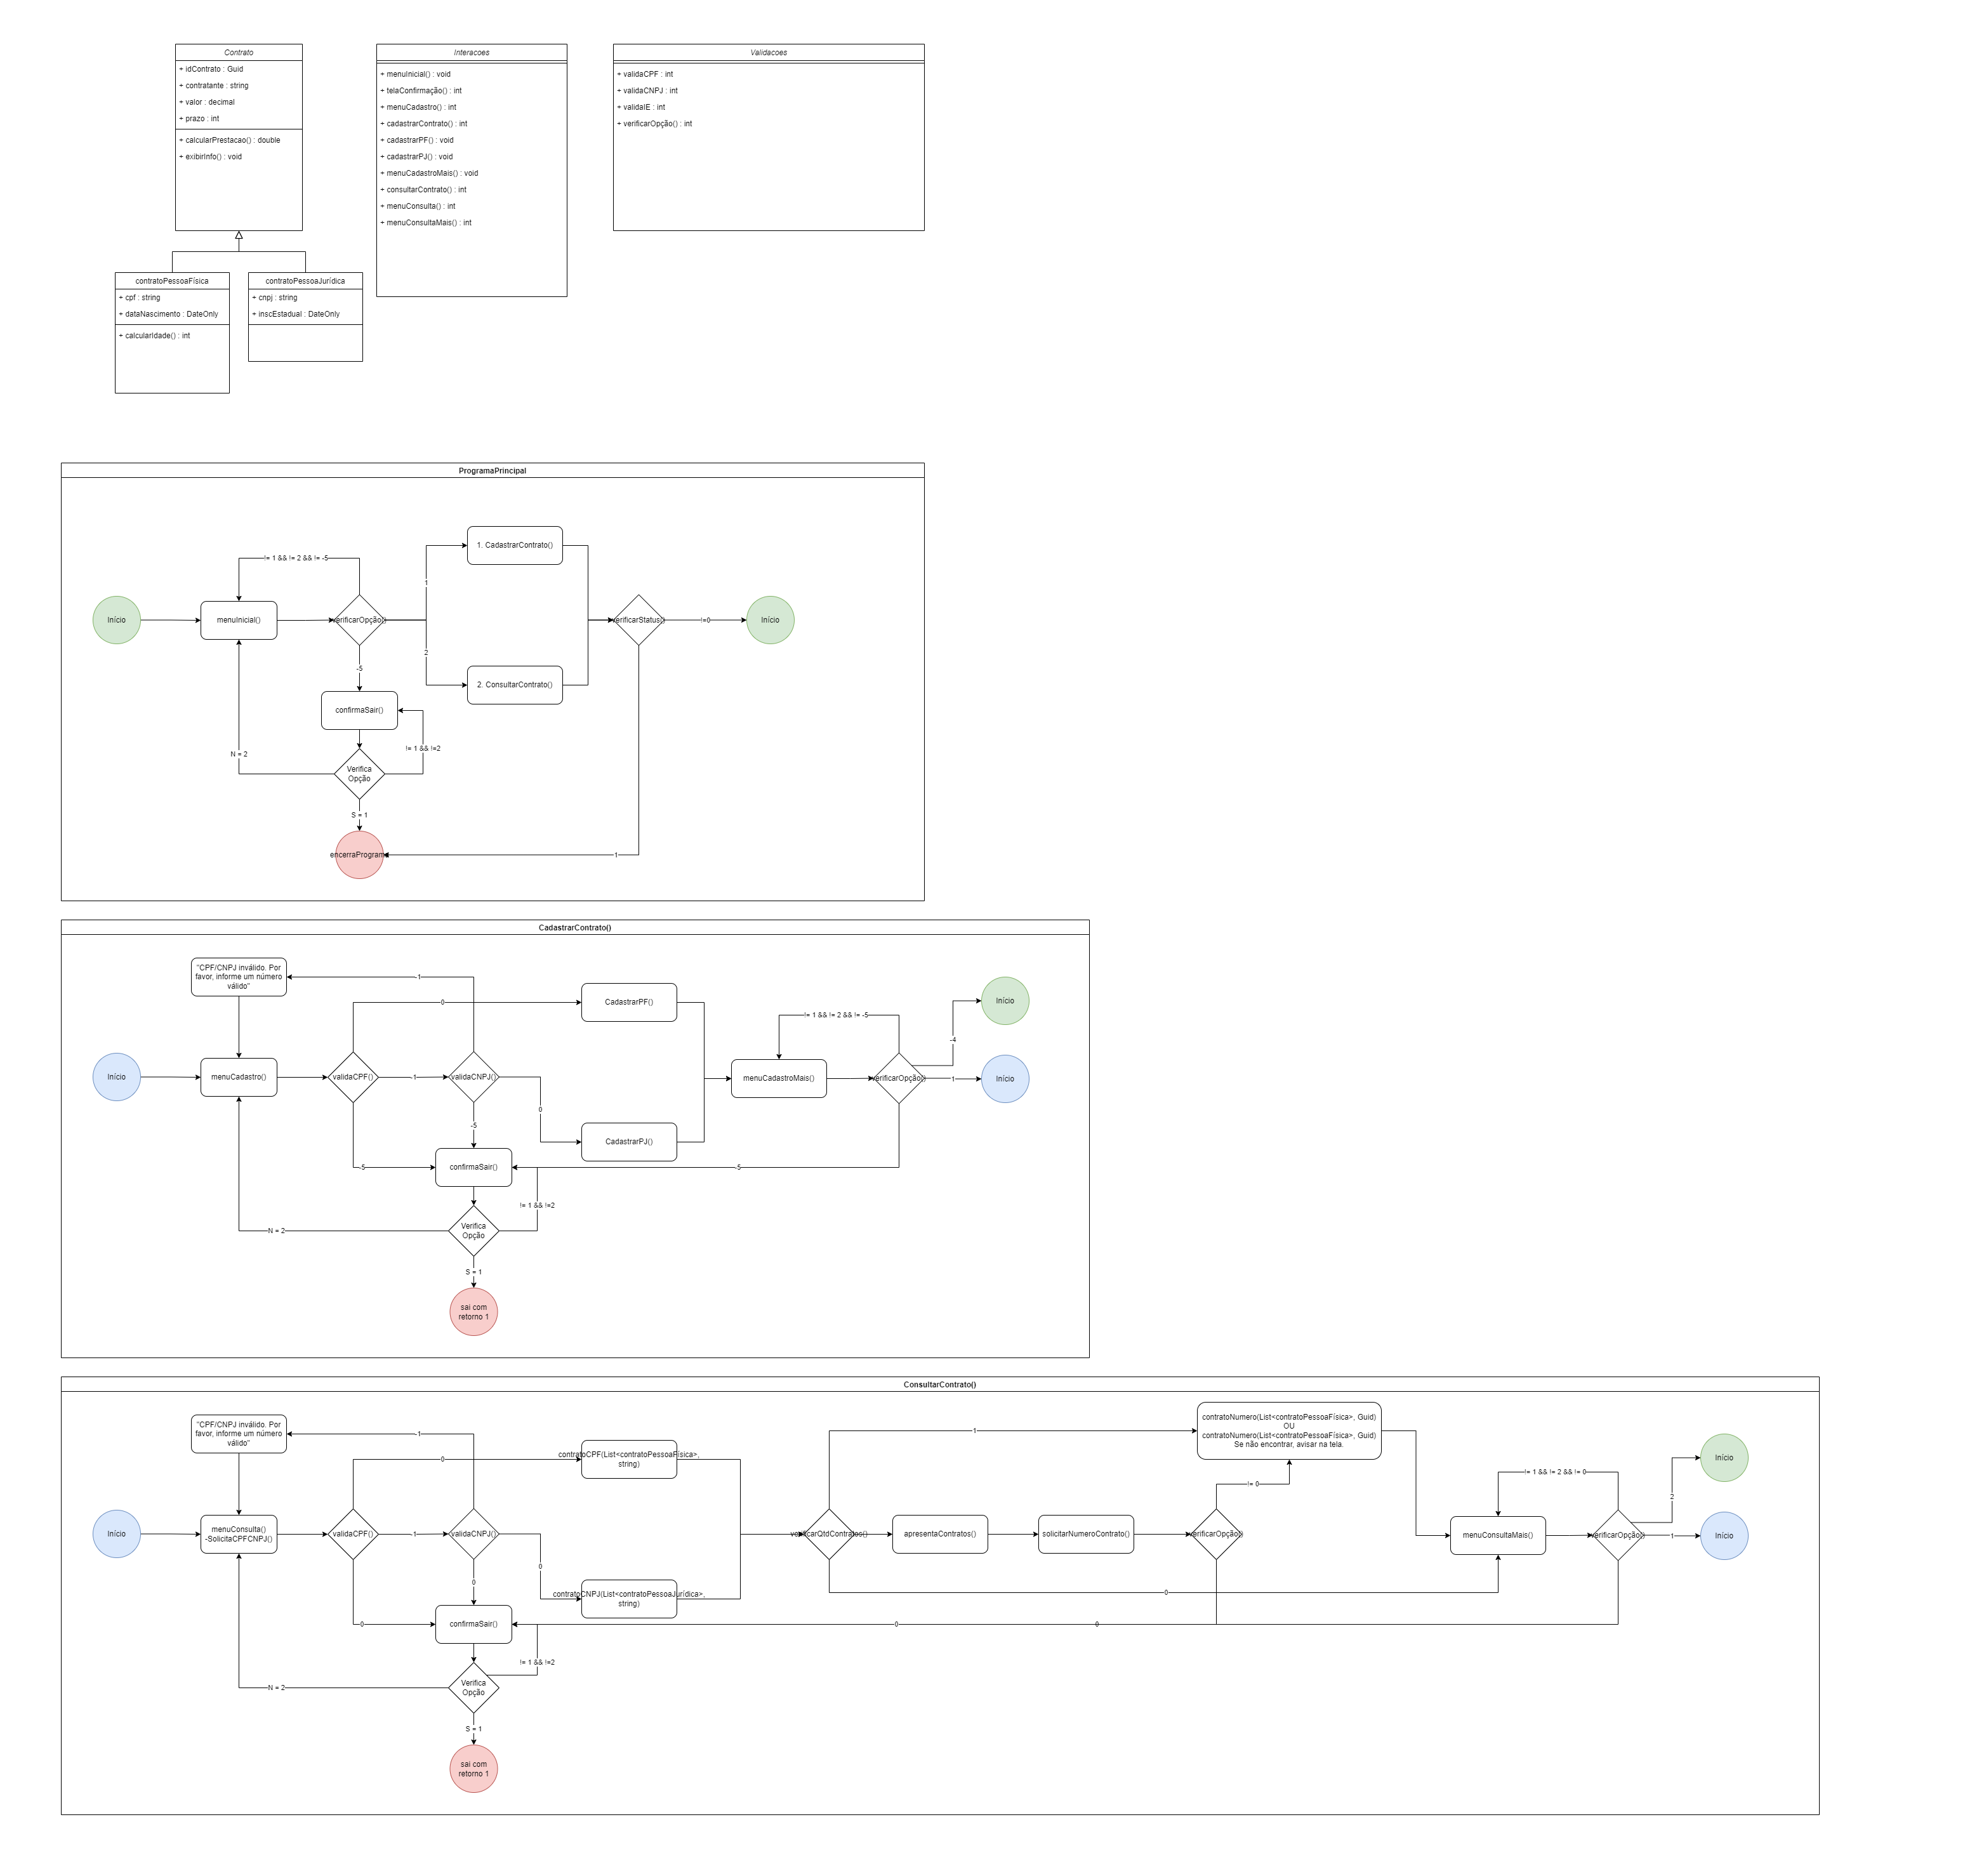 Contrato
+ idContrato : Guid
+ contratante : string
+ valor : decimal
+ prazo : int
+ calcularPrestacao() : double
+ exibirInfo() : void
Interacoes
+ menuInicial() : void
+ telaConfirmação() : int
+ menuCadastro() : int
+ cadastrarContrato() : int
+ cadastrarPF() : void
+ cadastrarPJ() : void
+ menuCadastroMais() : void
+ consultarContrato() : int
+ menuConsulta() : int
+ menuConsultaMais() : int
Validacoes
+ validaCPF : int
+ validaCNPJ : int
+ validaIE : int
+ verificarOpção() : int
contratoPessoaFísica
+ cpf : string
+ dataNascimento : DateOnly
+ calcularIdade() : int
contratoPessoaJurídica
+ cnpj : string
+ inscEstadual : DateOnly
ProgramaPrincipal
1. CadastrarContrato()
!= 1 && != 2 && != -5
1
Início
menuInicial()
verificarOpção()
verificarStatus()
!=0
Início
2
-5
2. ConsultarContrato()
confirmaSair()
N = 2
!= 1 && !=2
Verifica
Opção
S = 1
encerraProgram
1
CadastrarContrato()
"CPF/CNPJ inválido. Por
favor, informe um número
válido"
-1
0
CadastrarPF()
Início
!= 1 && != 2 && != -5
-4
Início
menuCadastro()
validaCPF()
-1
validaCNPJ()
menuCadastroMais()
verificarOpção()
1
Início
0
-5
CadastrarPJ()
-5
confirmaSair()
-5
!= 1 && !=2
N = 2
Verifica
Opção
S = 1
sai com
retorno 1
ConsultarContrato()
"CPF/CNPJ inválido. Por
favor, informe um número
válido"
-1
0
contratoCPF(List<contratoPessoaFísica>,
string)
1
contratoNumero(List<contratoPessoaFísica>, Guid)
OU
contratoNumero(List<contratoPessoaFísica>, Guid)
Se não encontrar, avisar na tela.
Início
!= 1 && != 2 && != 0
!= 0
2
Início
menuConsulta()
-SolicitaCPFCNPJ()
validaCPF()
-1
validaCNPJ()
verificarQtdContratos()
apresentaContratos()
solicitarNumeroContrato()
verificarOpção()
menuConsultaMais()
verificarOpção()
1
Início
0
0
contratoCNPJ(List<contratoPessoaJurídica>,
string)
0
0
confirmaSair()
0
0
!= 1 && !=2
N = 2
Verifica
Opção
S = 1
sai com
retorno 1